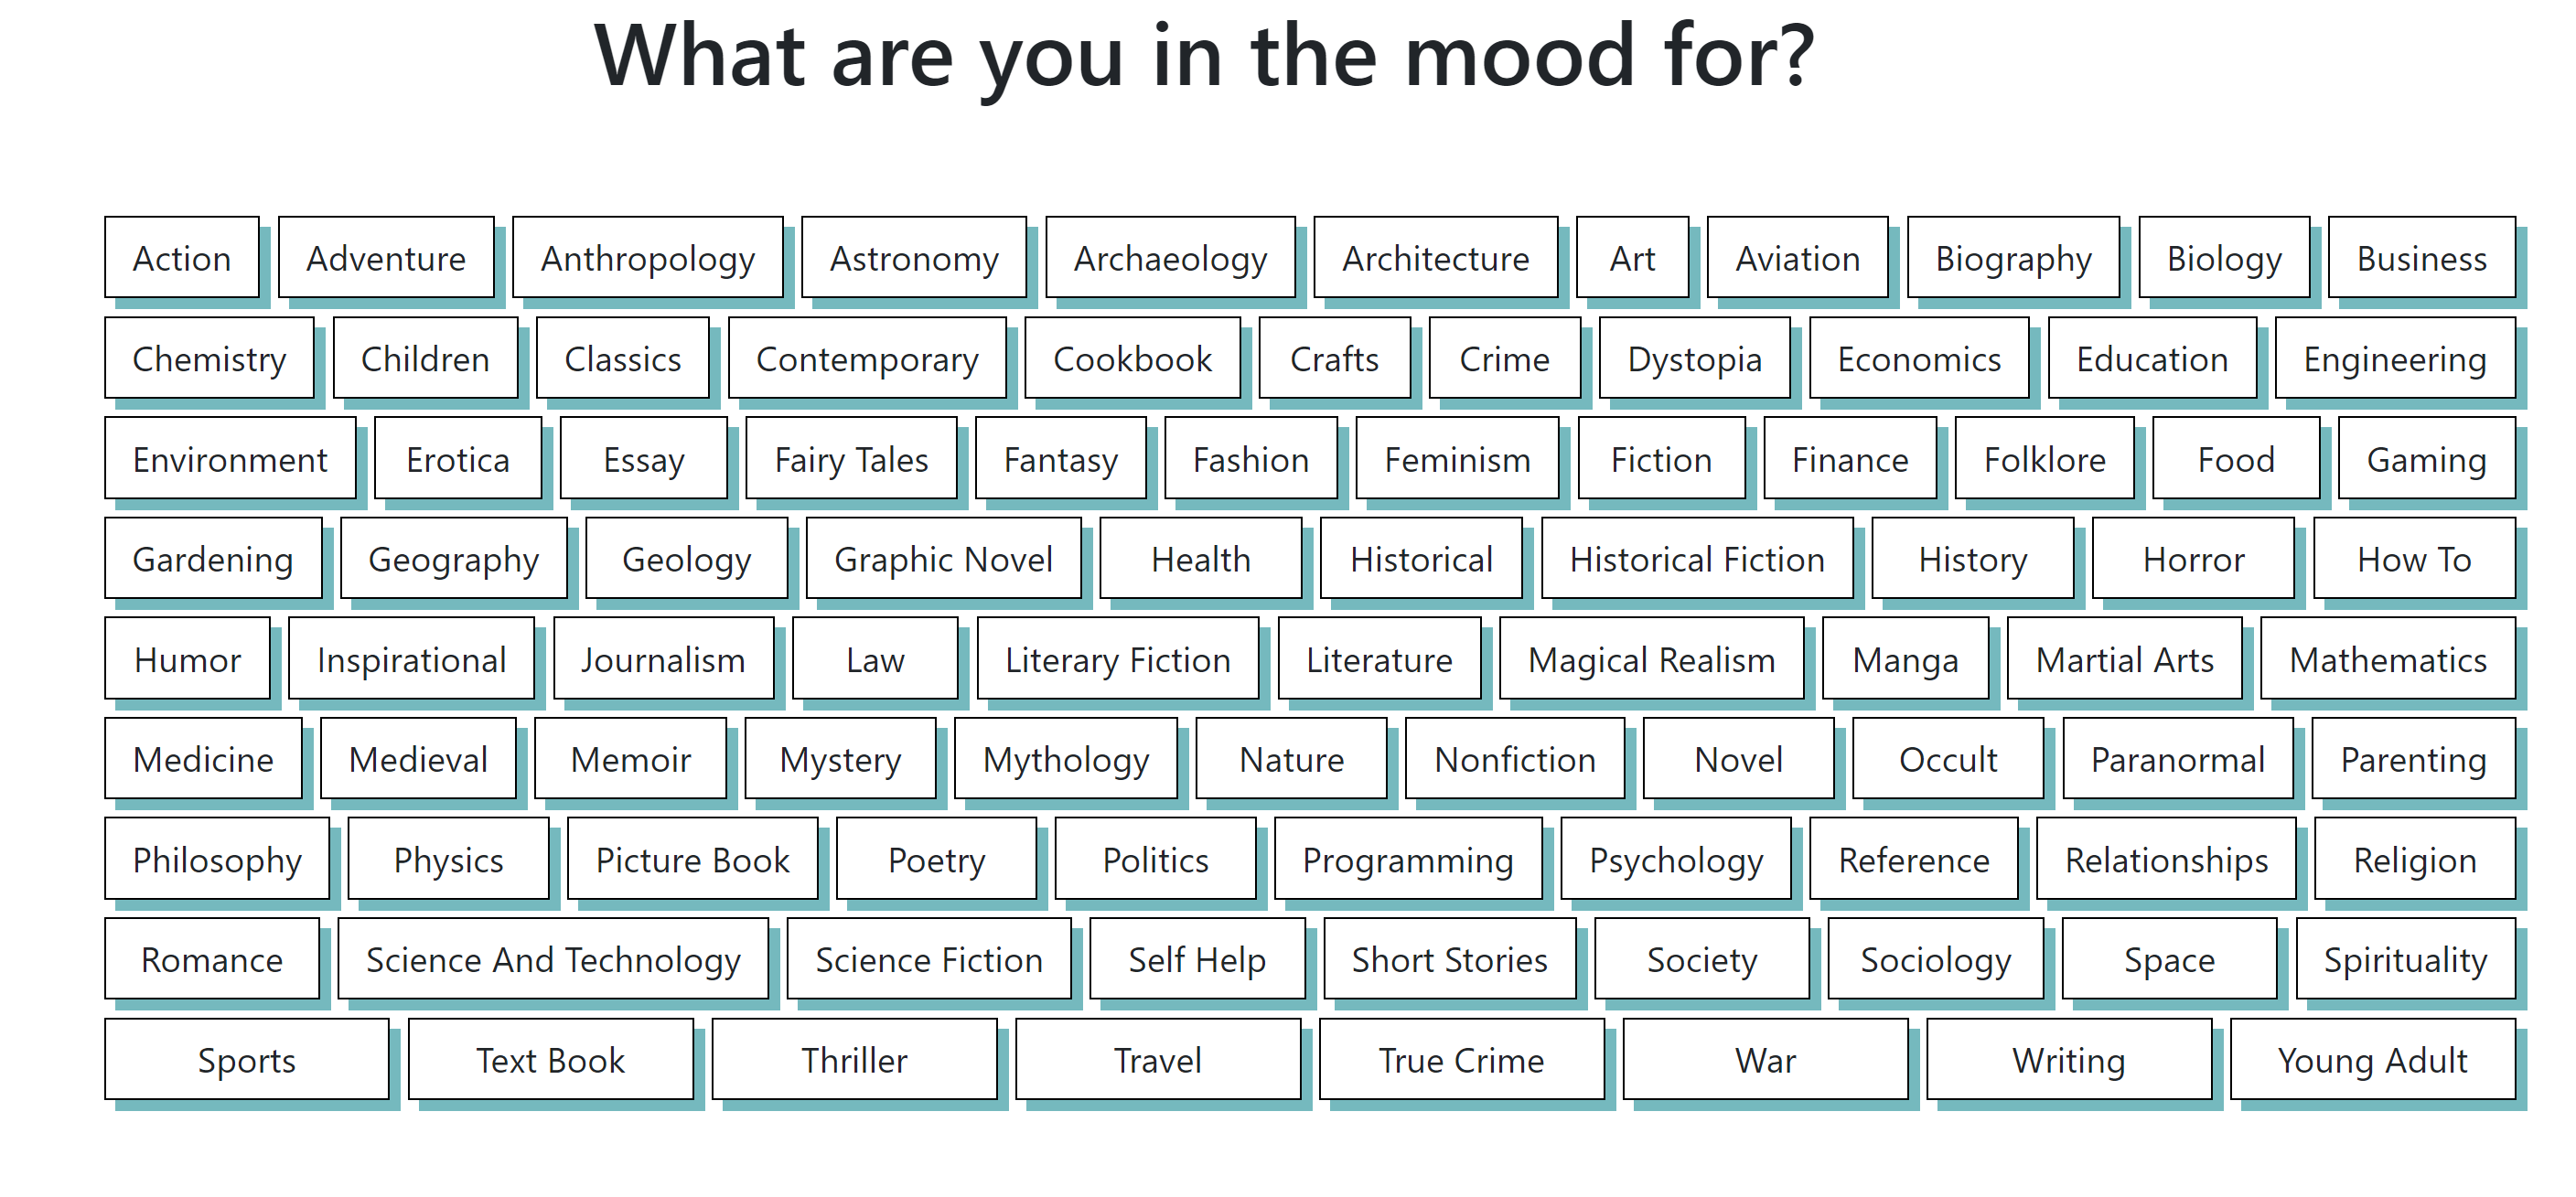 What are you in the mood for?
Action Adventure Anthropology Astronomy Archaeology Architecture Art Aviation Biography Biology Business
Chemistry Children Classics Contemporary Cookbook Crafts Crime Dystopia Economics Education Engineering
Environment Erotica Essay Fairy Tales Fantasy Fashion Feminism Fiction Finance Folklore Food Gaming
Gardening Geography Geology Graphic Novel Health Historical Historical Fiction History Horror How To
Humor Inspirational Journalism Law Literary Fiction Literature Magical Realism Manga Martial Arts Mathematics
Medicine Medieval Memoir Mystery Mythology Nature Nonfiction Novel Occult Paranormal Parenting
Philosophy Physics Picture Book Poetry Politics Programming Psychology Reference Relationships Religion
Romance Science And Technology Science Fiction Self Help Short Stories Society Sociology Space Spirituality
Sports Text Book Thriller Travel True Crime War Writing Young Adult